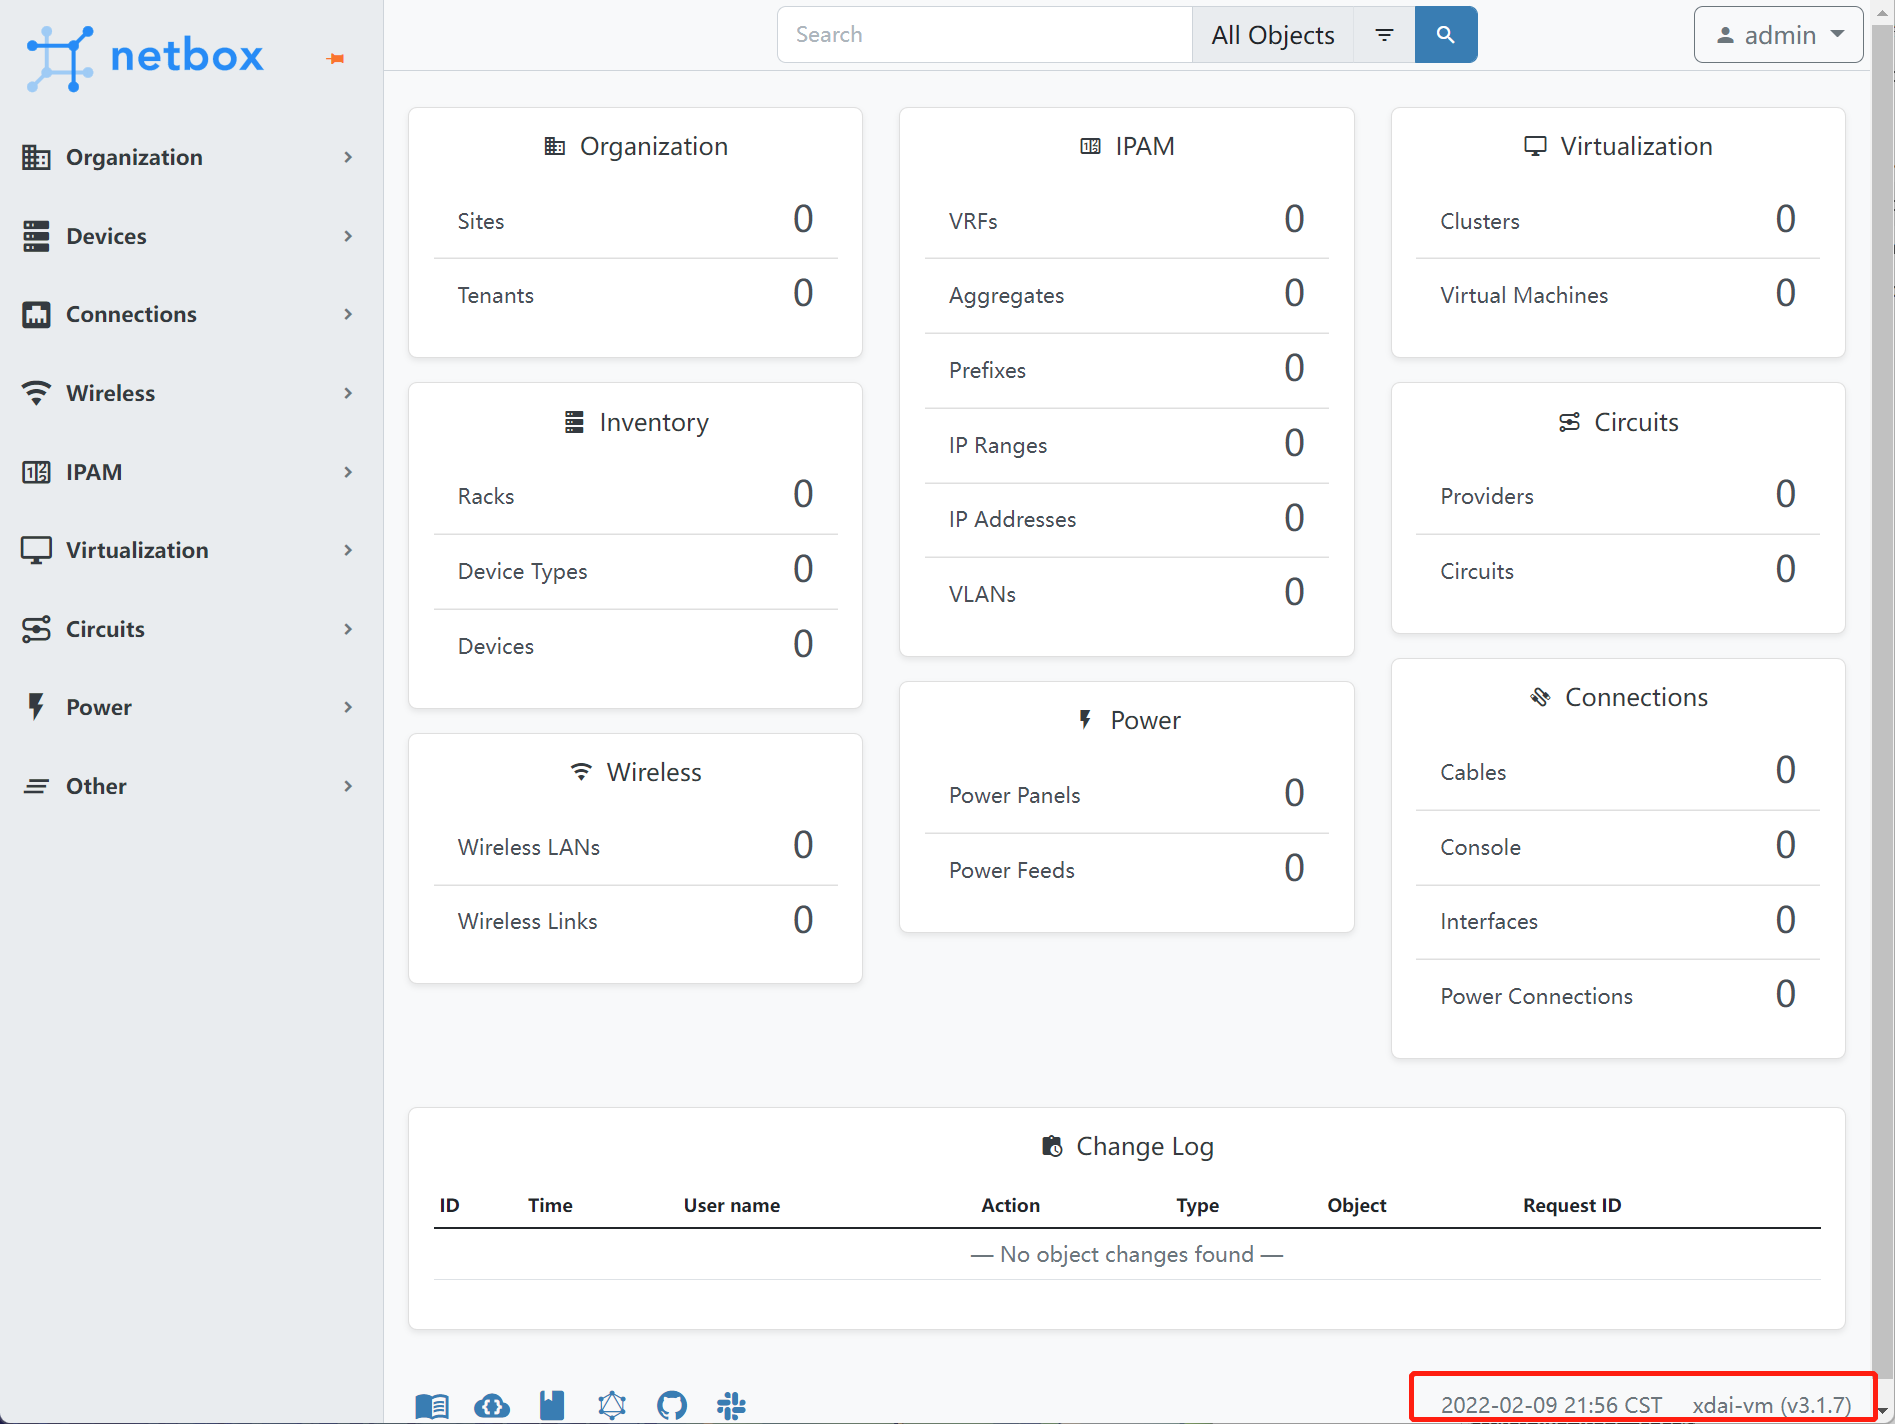 netbox
Search
All Objects
admin
Organization
Devices
Connections
Wireless
IPAM
Virtualization
Circuits
Power
Other
Organization
Sites 0
Tenants 0
Inventory
Racks 0
Device Types 0
Devices 0
Wireless
Wireless LANs 0
Wireless Links 0
IPAM
VRFs 0
Aggregates 0
Prefixes 0
IP Ranges 0
IP Addresses 0
VLANs 0
Power
Power Panels 0
Power Feeds 0
Virtualization
Clusters 0
Virtual Machines 0
Circuits
Providers 0
Circuits 0
Connections
Cables 0
Console 0
Interfaces 0
Power Connections 0
Change Log
ID Time User name Action Type Object Request ID
— No object changes found —
2022-02-09 21:56 CST xdai-vm (v3.1.7)